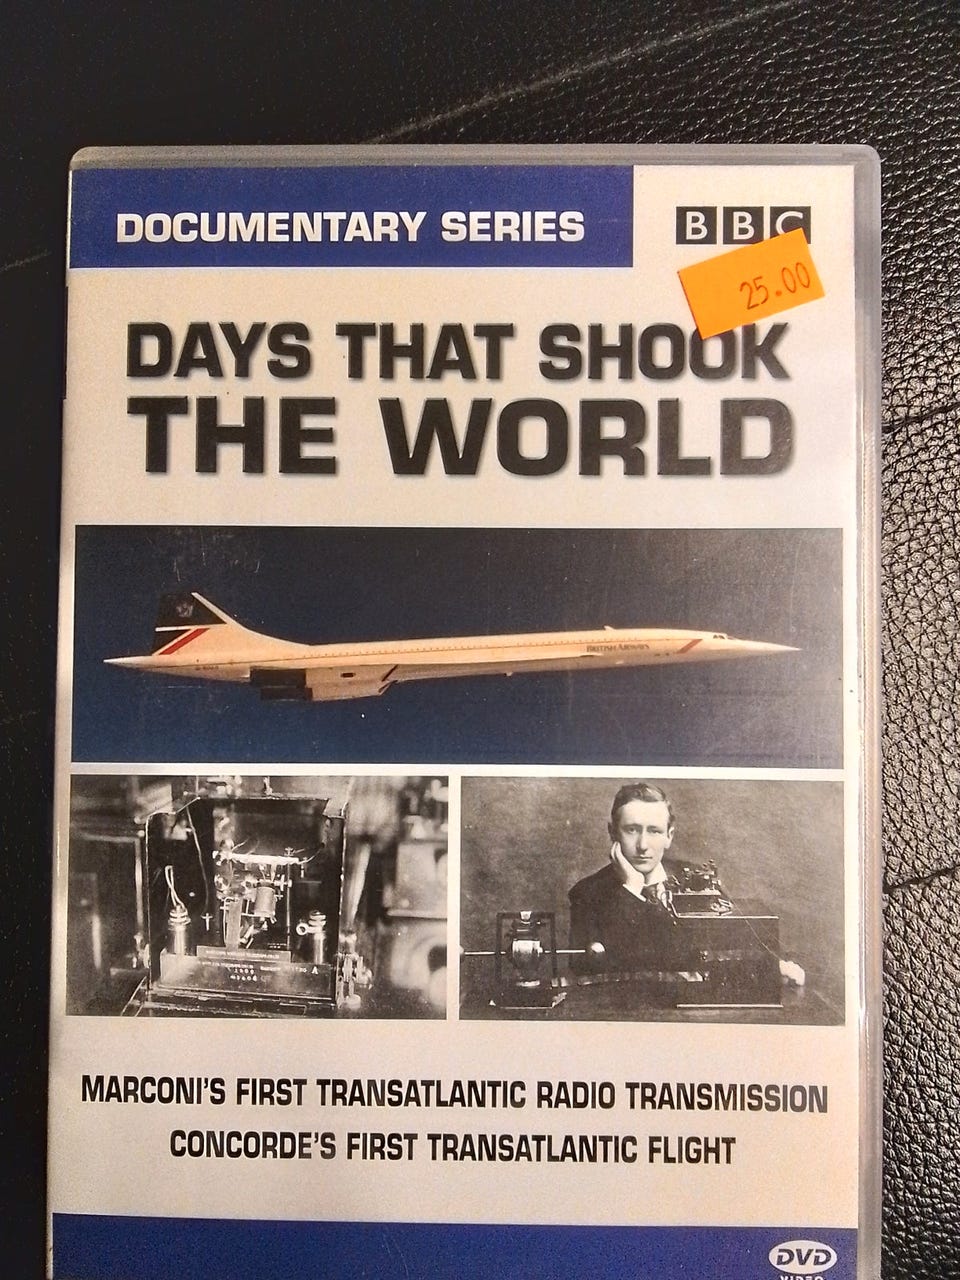 DOCUMENTARY SERIES
BBC
25.00
DAYS THAT SHOOK
THE WORLD
BRITISH AIRWAYS
MARCONI'S FIRST TRANSATLANTIC RADIO TRANSMISSION
CONCORDE'S FIRST TRANSATLANTIC FLIGHT
DVD
VIDEO